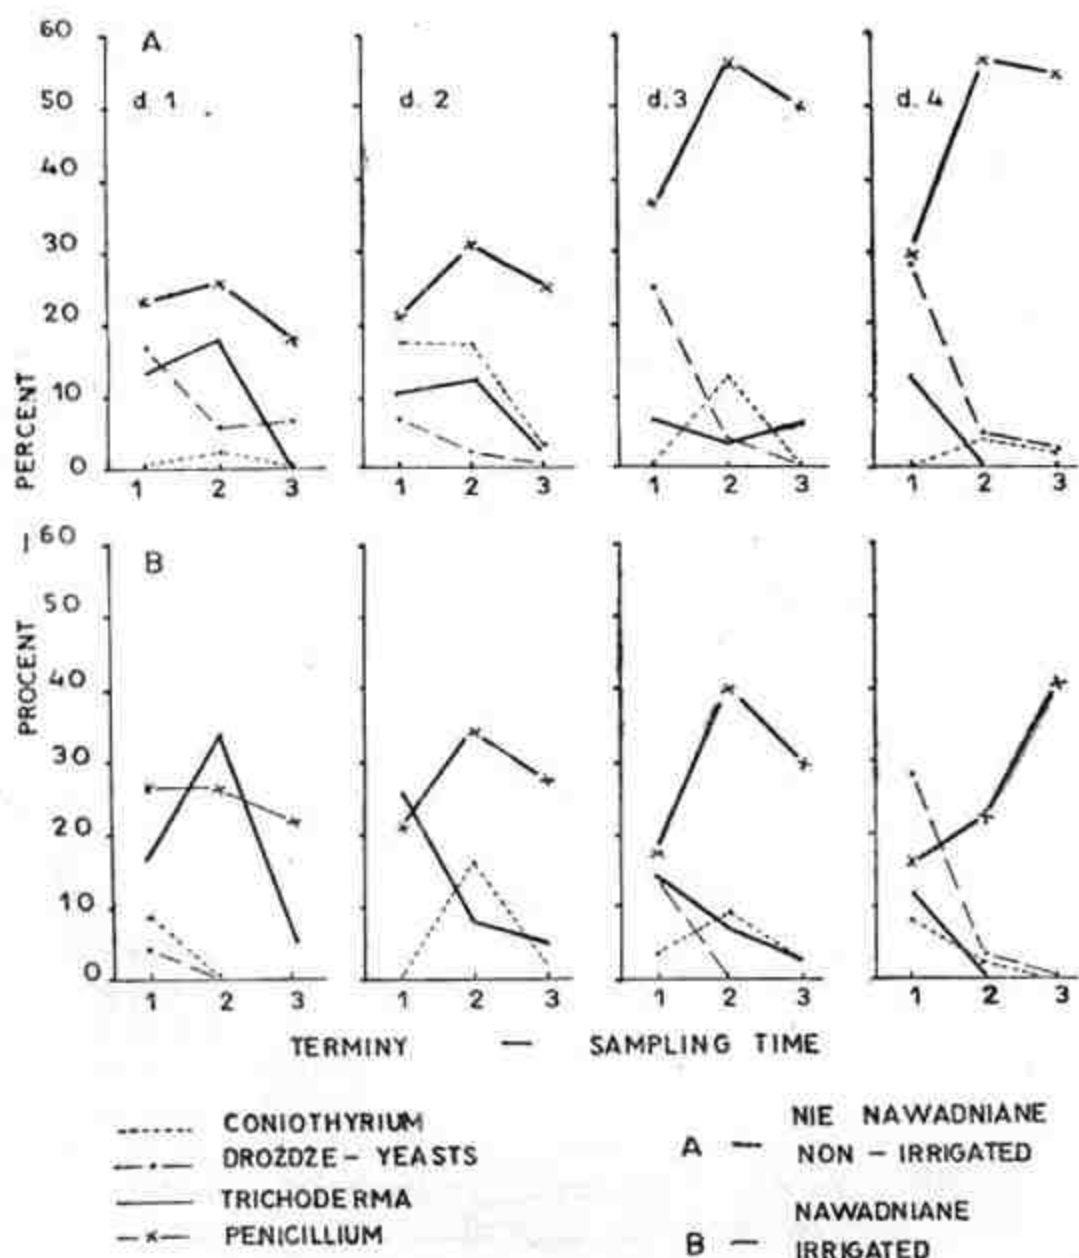 A
d.1
d.2
d.3
d.4
60
50
40
30
20
10
0
1 2 3
1 2 3
1 2 3
1 2 3
PROCENT — PERCENT
B
60
50
40
30
20
10
0
1 2 3
1 2 3
1 2 3
1 2 3
TERMINY — SAMPLING TIME
CONIOTHYRIUM
DROŻDŻE – YEASTS
TRICHODERMA
PENICILLIUM
NIE NAWADNIANE
A — NON – IRRIGATED
NAWADNIANE
B — IRRIGATED